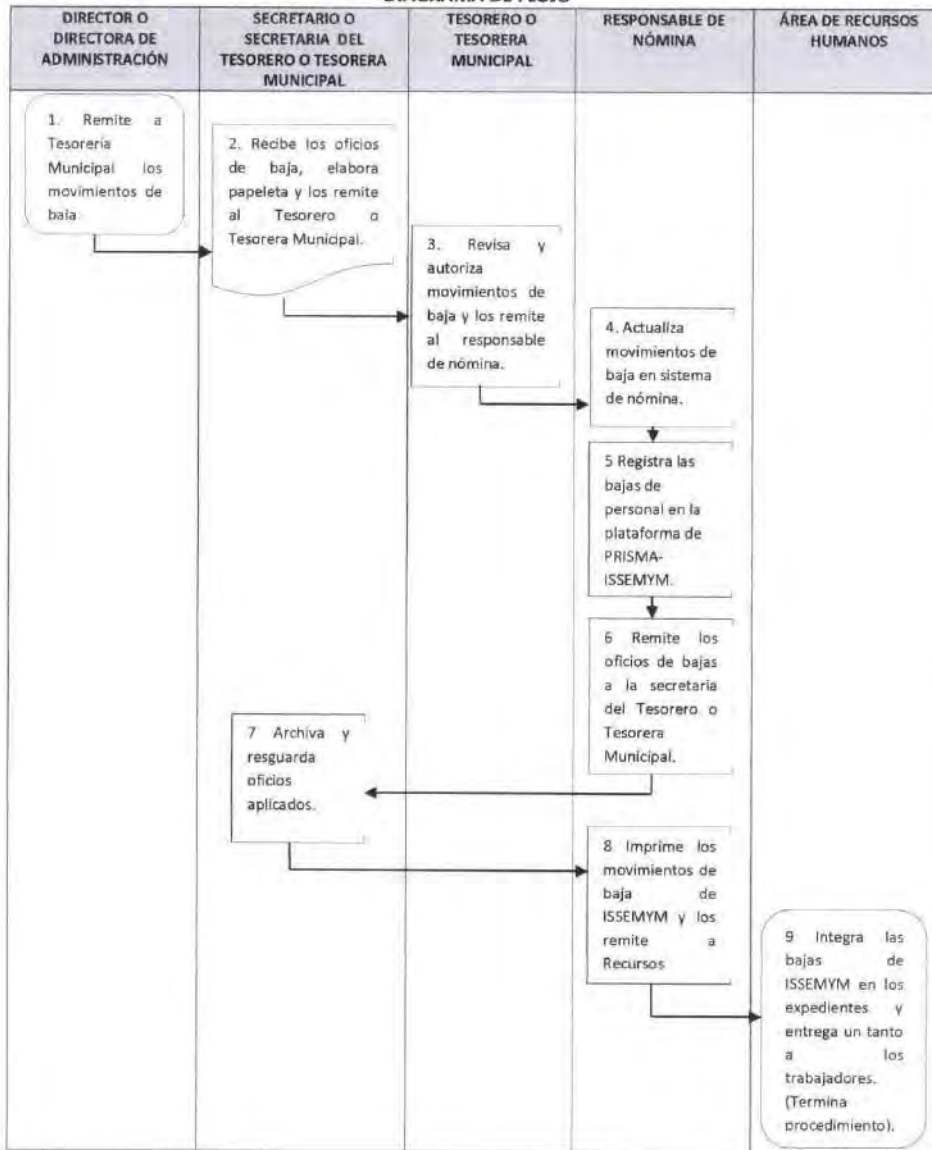 DIAGRAMA DE FLUJO
DIRECTOR O
DIRECTORA DE
ADMINISTRACIÓN
SECRETARIO O
SECRETARIA DEL
TESORERO O TESORERA
MUNICIPAL
TESORERO O
TESORERA
MUNICIPAL
RESPONSABLE DE
NÓMINA
ÁREA DE RECURSOS
HUMANOS
1. Remite a
Tesorería
Municipal los
movimientos de
baja.
2. Recibe los oficios
de baja, elabora
papeleta y los remite
al Tesorero o
Tesorera Municipal.
3. Revisa y
autoriza
movimientos de
baja y los remite
al responsable
de nómina.
4. Actualiza
movimientos de
baja en sistema
de nómina.
5 Registra las
bajas de
personal en la
plataforma de
PRISMA-
ISSEMYM.
6 Remite los
oficios de bajas
a la secretaria
del Tesorero o
Tesorera
Municipal.
7 Archiva y
resguarda
oficios
aplicados.
8 Imprime los
movimientos de
baja de
ISSEMYM y los
remite a
Recursos
9 Integra las
bajas de
ISSEMYM en los
expedientes y
entrega un tanto
a los
trabajadores.
(Termina
procedimiento).